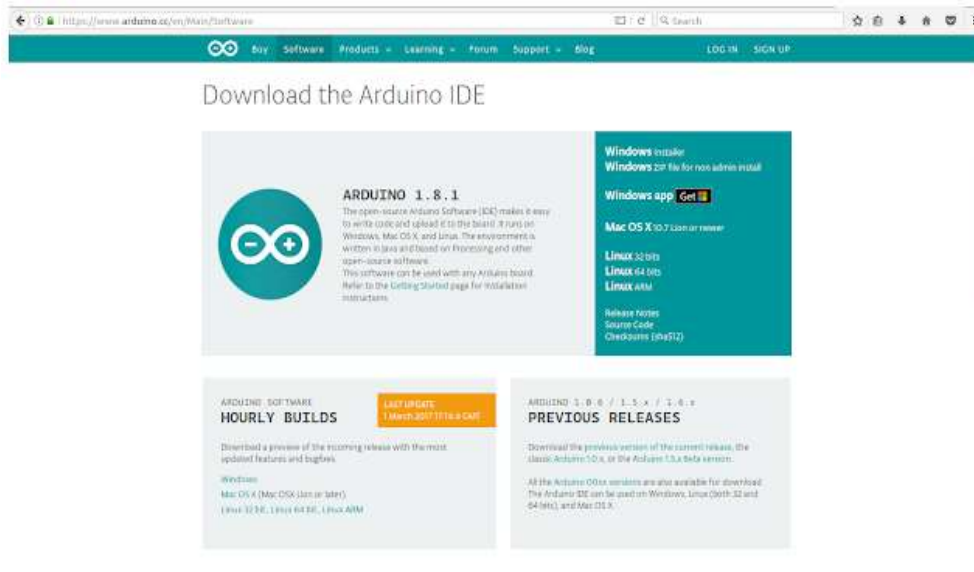 https://www.arduino.cc/en/Main/Software
Search
Buy Software Products Learning Forum Support Blog LOG IN SIGN UP
Download the Arduino IDE
ARDUINO 1.8.1
The open-source Arduino Software (IDE) makes it easy
to write code and upload it to the board. It runs on
Windows, Mac OS X, and Linux. The environment is
written in Java and based on Processing and other
open-source software.
This software can be used with any Arduino board.
Refer to the Getting Started page for Installation
instructions.
Windows Installer
Windows ZIP file for non admin install
Windows app Get
Mac OS X 10.7 Lion or newer
Linux 32 bits
Linux 64 bits
Linux ARM
Release Notes
Source Code
Checksums (sha512)
ARDUINO SOFTWARE
HOURLY BUILDS
LAST UPDATE
1 March 2017 GMT
Download a preview of the incoming release with the most
updated features and bugfixes.
Windows
Mac OS X (Mac OSX Lion or later)
Linux 32 bit, Linux 64 bit, Linux ARM
ARDUINO 1.0.6 / 1.5.x / 1.6.x
PREVIOUS RELEASES
Download the previous version of the current release, the
classic Arduino 1.0.x, or the Arduino 1.5.x Beta version.
All the Arduino 00xx versions are also available for download.
The Arduino IDE can be used on Windows, Linux (both 32 and
64 bits), and Mac OS X.